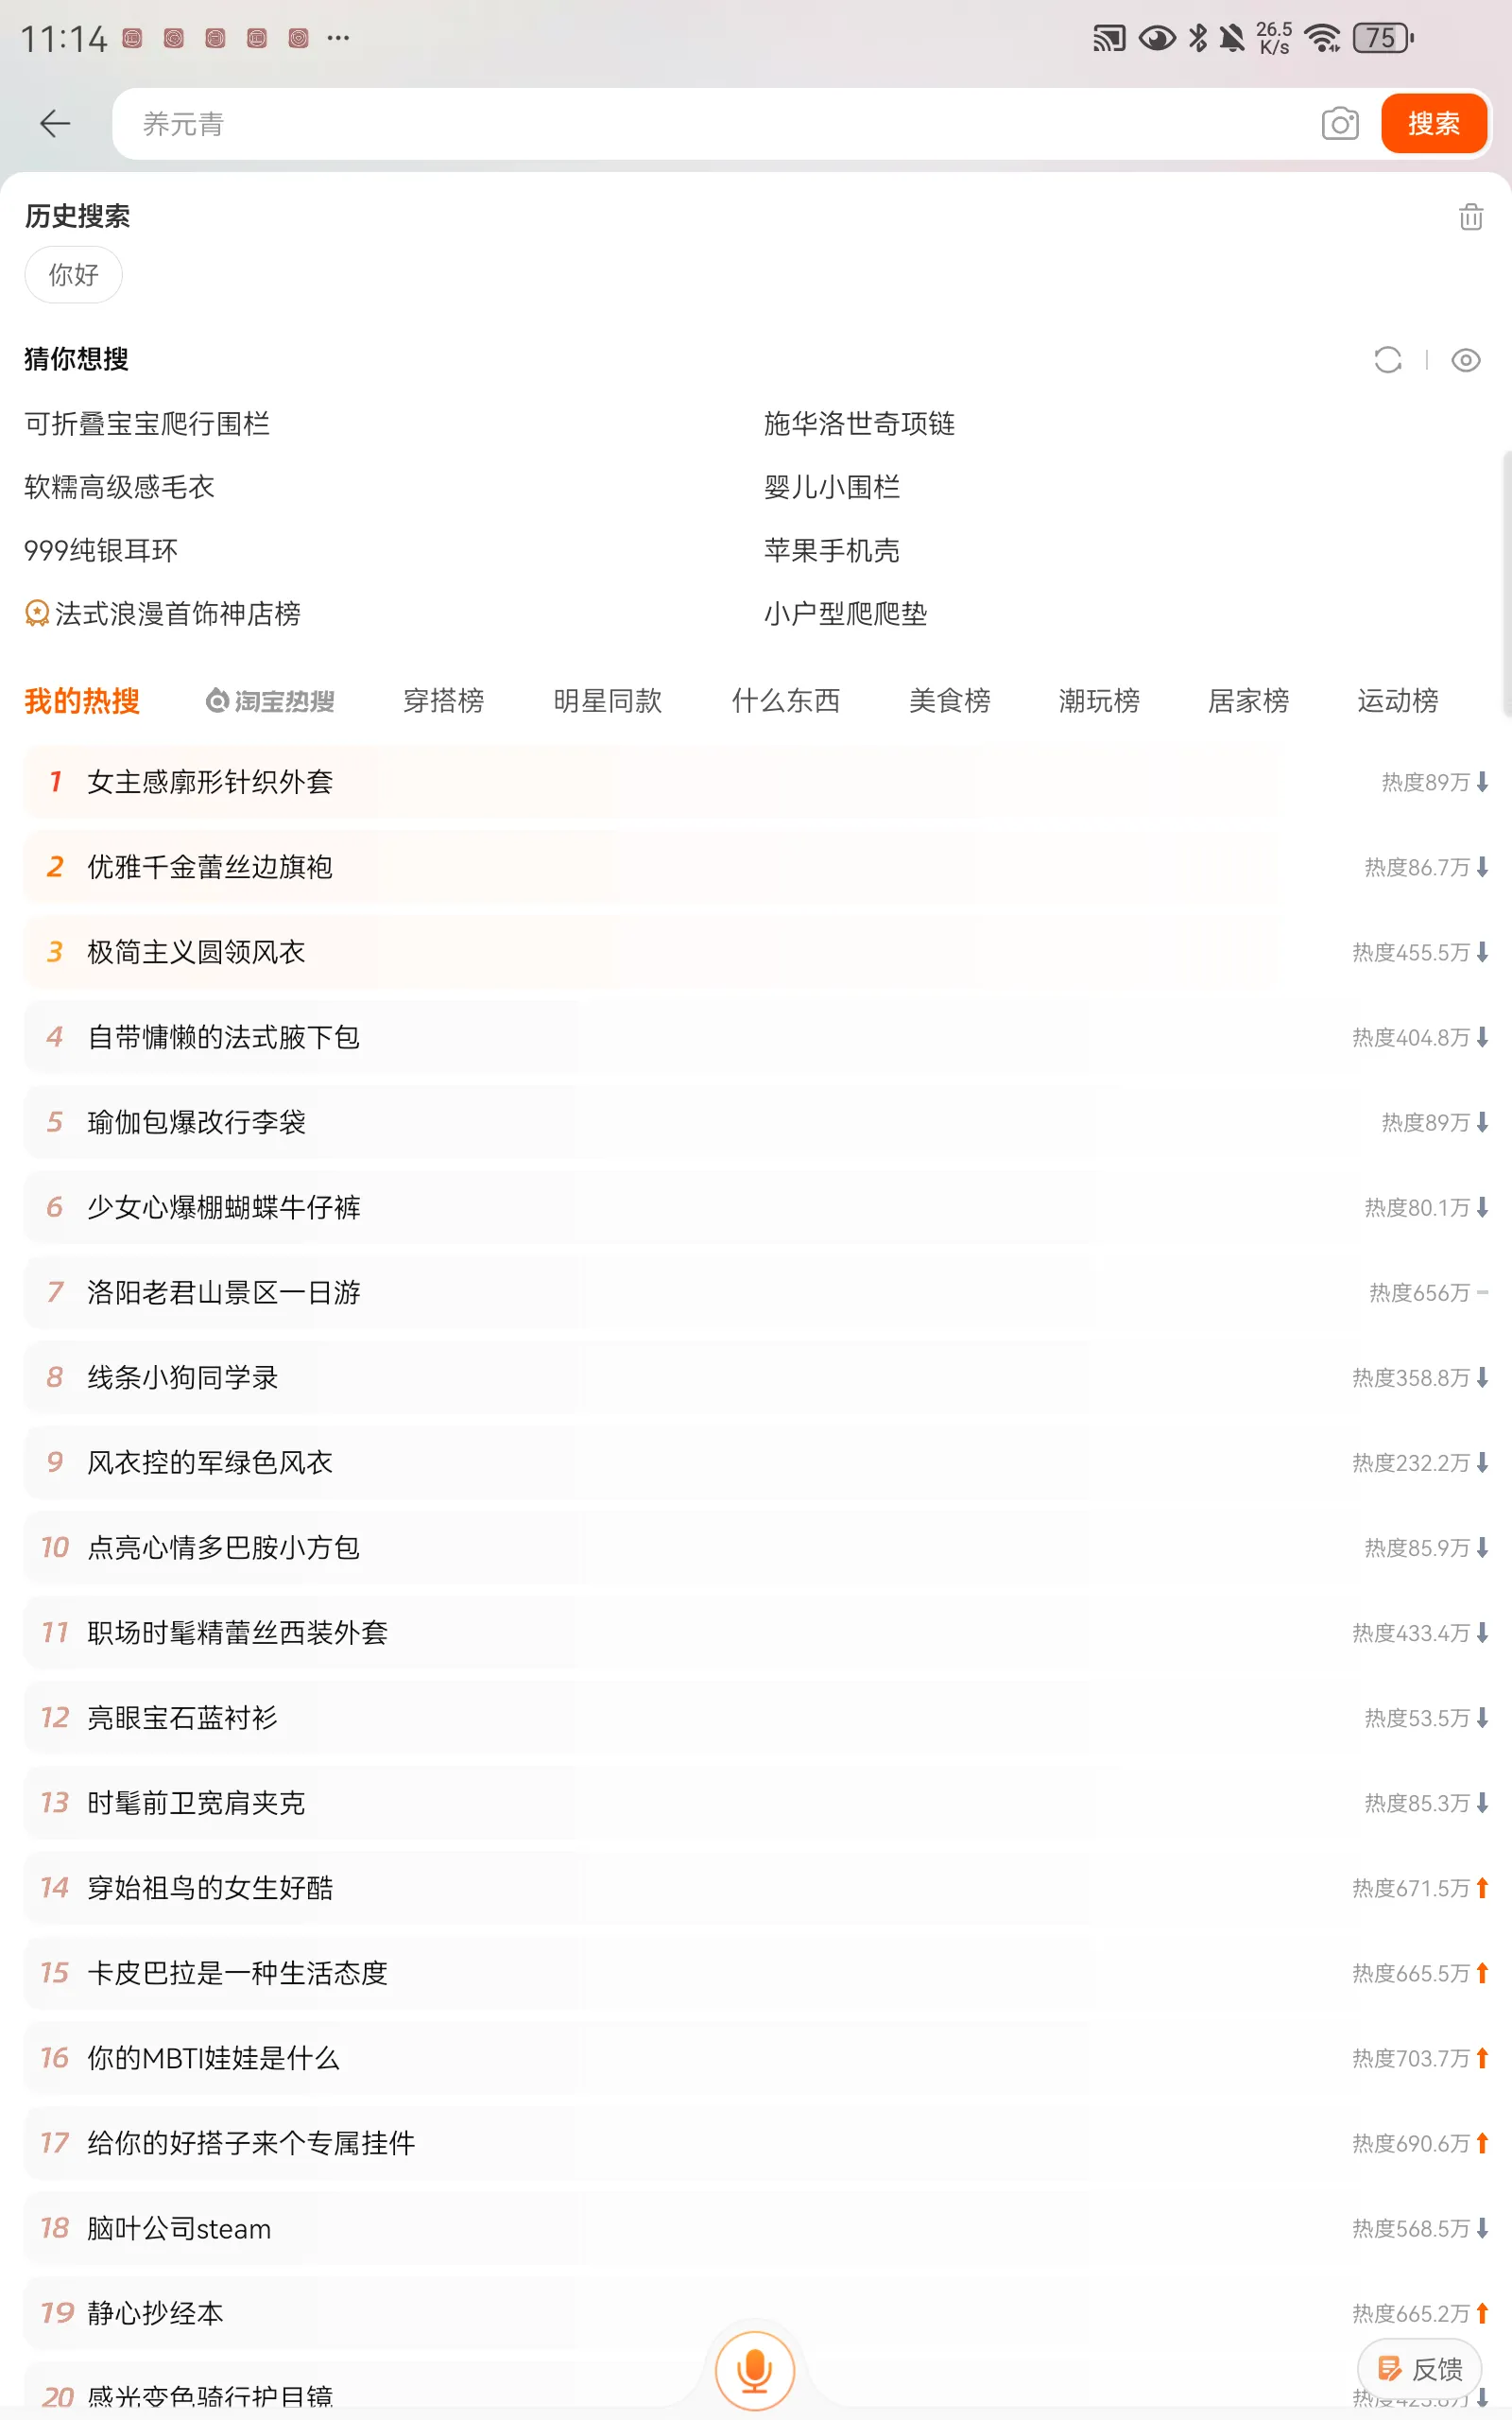 11:14
26.5 K/s
75
养元青
搜索
历史搜索
你好
猜你想搜
可折叠宝宝爬行围栏 施华洛世奇项链
软糯高级感毛衣 婴儿小围栏
999纯银耳环 苹果手机壳
法式浪漫首饰神店榜 小户型爬爬垫
我的热搜 淘宝热搜 穿搭榜 明星同款 什么东西 美食榜 潮玩榜 居家榜 运动榜
1 女主感廓形针织外套 热度89万
2 优雅千金蕾丝边旗袍 热度86.7万
3 极简主义圆领风衣 热度455.5万
4 自带慵懒的法式腋下包 热度404.8万
5 瑜伽包爆改行李袋 热度89万
6 少女心爆棚蝴蝶牛仔裤 热度80.1万
7 洛阳老君山景区一日游 热度656万
8 线条小狗同学录 热度358.8万
9 风衣控的军绿色风衣 热度232.2万
10 点亮心情多巴胺小方包 热度85.9万
11 职场时髦精蕾丝西装外套 热度433.4万
12 亮眼宝石蓝衬衫 热度53.5万
13 时髦前卫宽肩夹克 热度85.3万
14 穿始祖鸟的女生好酷 热度671.5万
15 卡皮巴拉是一种生活态度 热度665.5万
16 你的MBTI娃娃是什么 热度703.7万
17 给你的好搭子来个专属挂件 热度690.6万
18 脑叶公司steam 热度568.5万
19 静心抄经本 热度665.2万
反馈
20 感光变色骑行护目镜